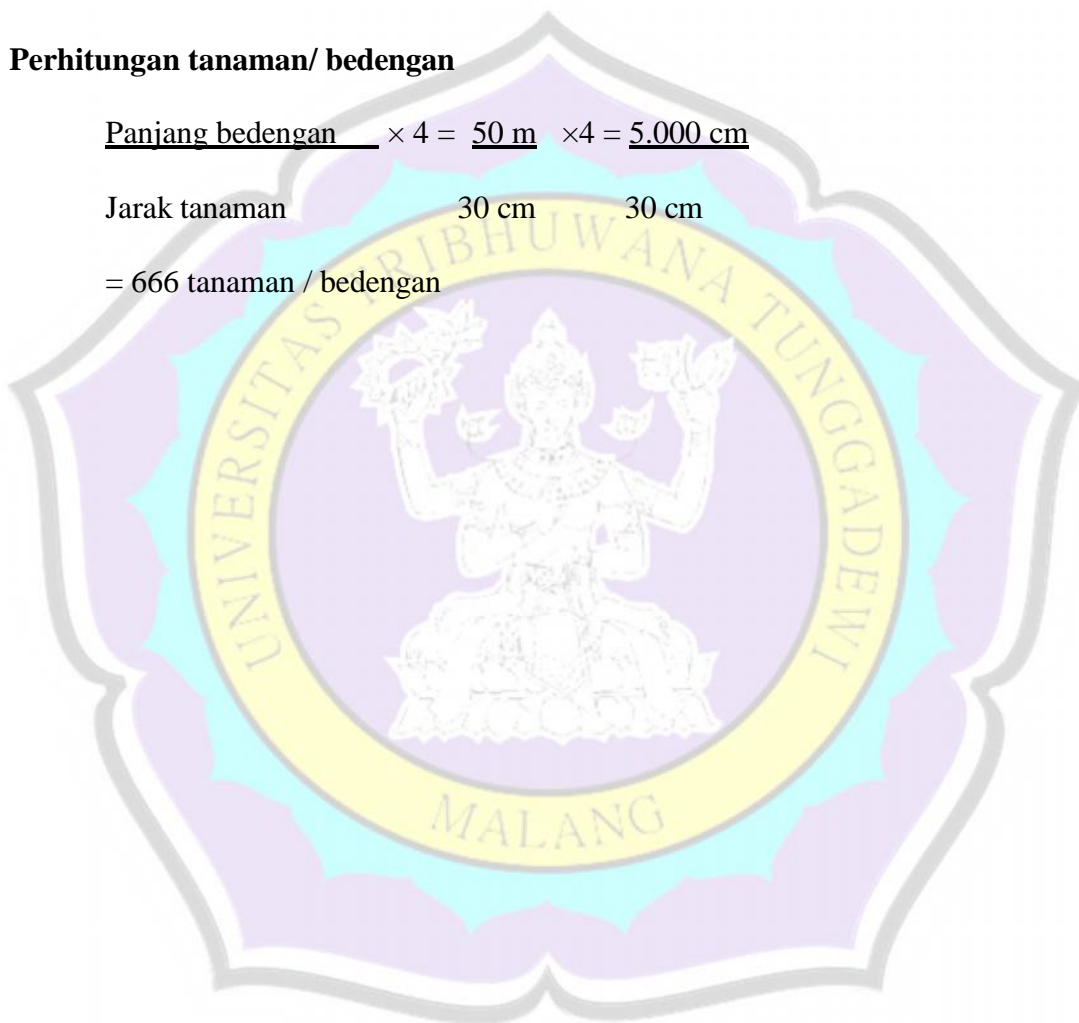 Perhitungan tanaman/ bedengan
Panjang bedengan × 4 = 50 m ×4 = 5.000 cm
Jarak tanaman 30 cm 30 cm
= 666 tanaman / bedengan
UNIVERSITAS TRIBHUWANA TUNGGADEWI
MALANG